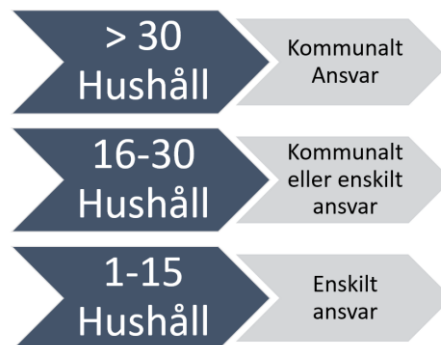 > 30
Hushåll
Kommunalt
Ansvar
16-30
Hushåll
Kommunalt
eller enskilt
ansvar
1-15
Hushåll
Enskilt
ansvar